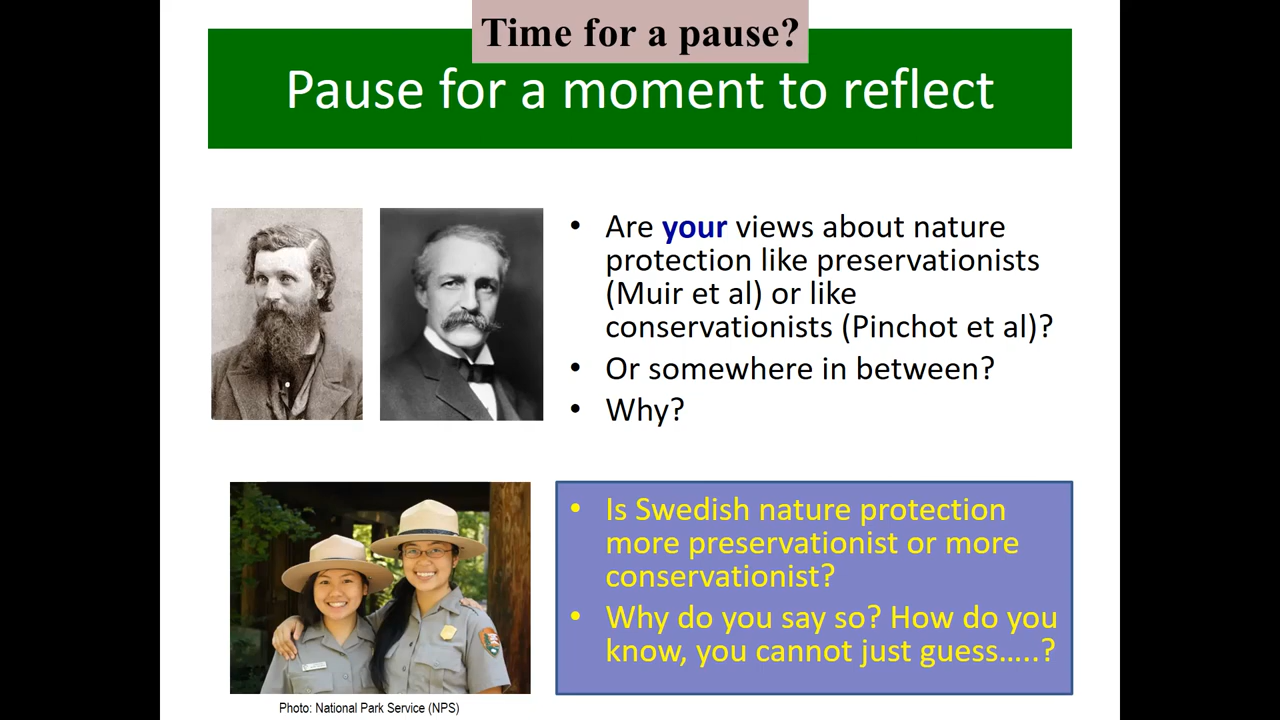 Time for a pause?
Pause for a moment to reflect
• Are your views about nature
protection like preservationists
(Muir et al) or like
conservationists (Pinchot et al)?
• Or somewhere in between?
• Why?
• Is Swedish nature protection
more preservationist or more
conservationist?
• Why do you say so? How do you
know, you cannot just guess…..?
Photo: National Park Service (NPS)